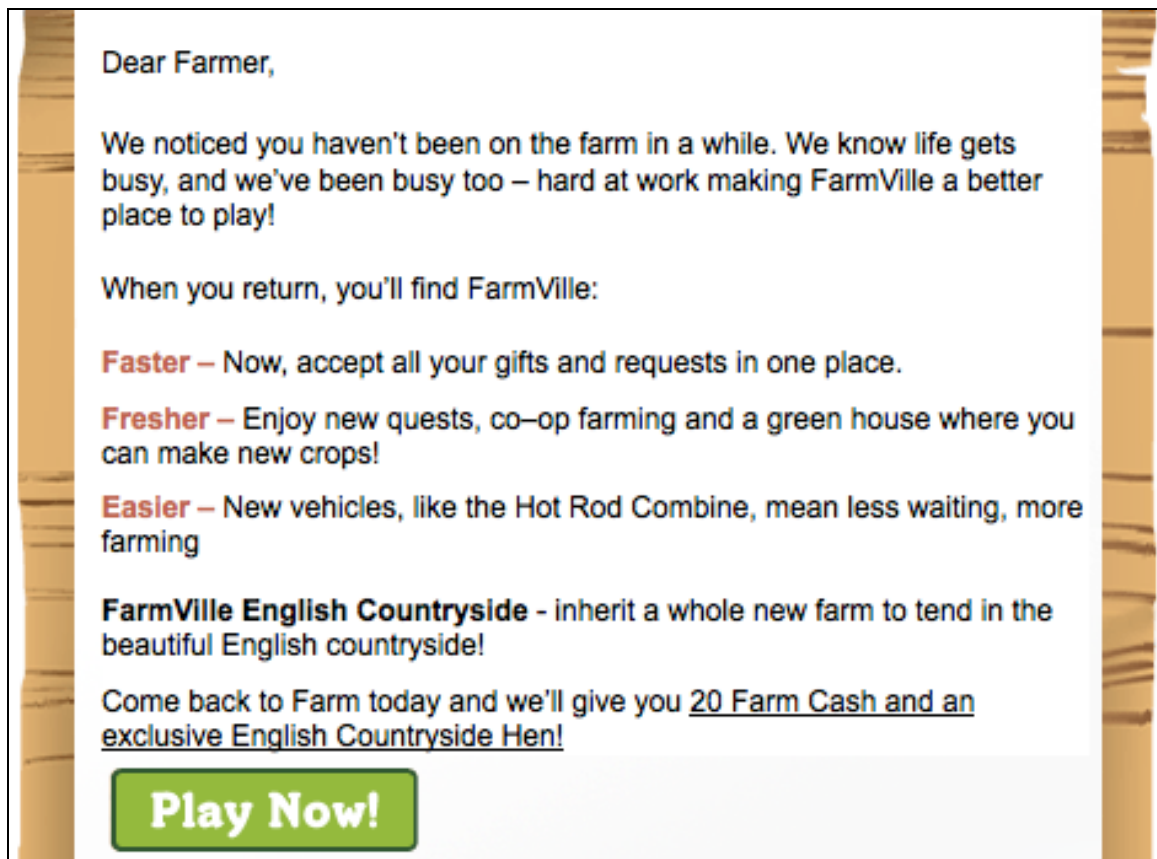 Dear Farmer,
We noticed you haven’t been on the farm in a while. We know life gets
busy, and we’ve been busy too – hard at work making FarmVille a better
place to play!
When you return, you’ll find FarmVille:
Faster – Now, accept all your gifts and requests in one place.
Fresher – Enjoy new quests, co–op farming and a green house where you
can make new crops!
Easier – New vehicles, like the Hot Rod Combine, mean less waiting, more
farming
FarmVille English Countryside - inherit a whole new farm to tend in the
beautiful English countryside!
Come back to Farm today and we’ll give you 20 Farm Cash and an
exclusive English Countryside Hen!
Play Now!